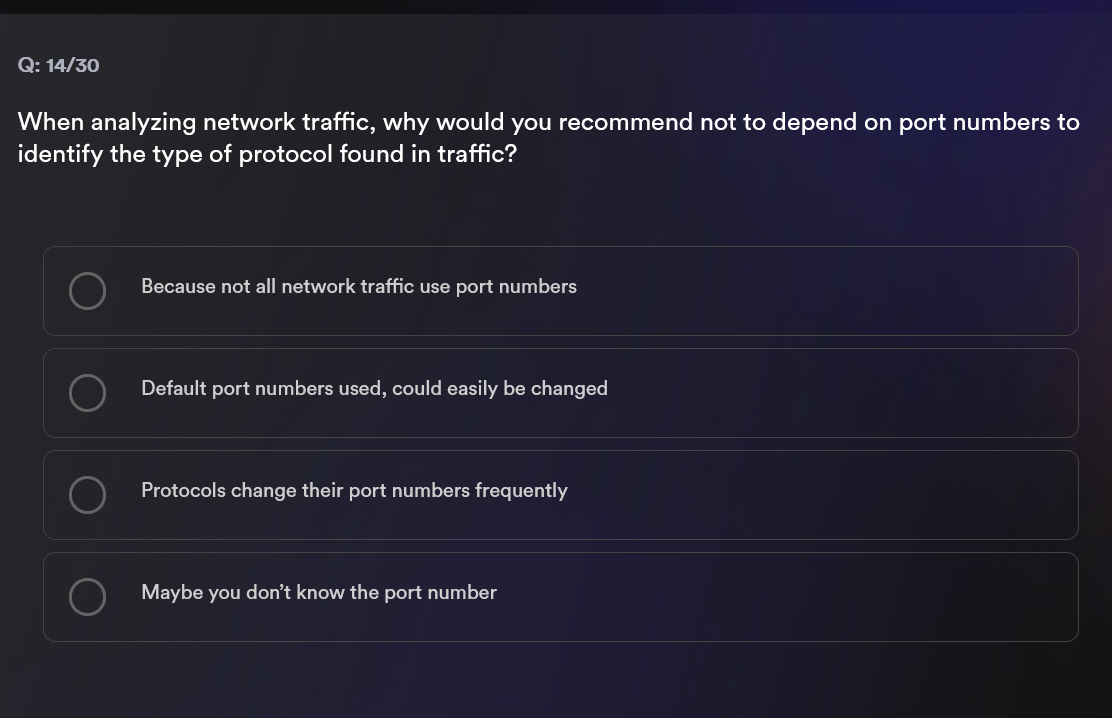 Q: 14/30
When analyzing network traffic, why would you recommend not to depend on port numbers to
identify the type of protocol found in traffic?
Because not all network traffic use port numbers
Default port numbers used, could easily be changed
Protocols change their port numbers frequently
Maybe you don’t know the port number